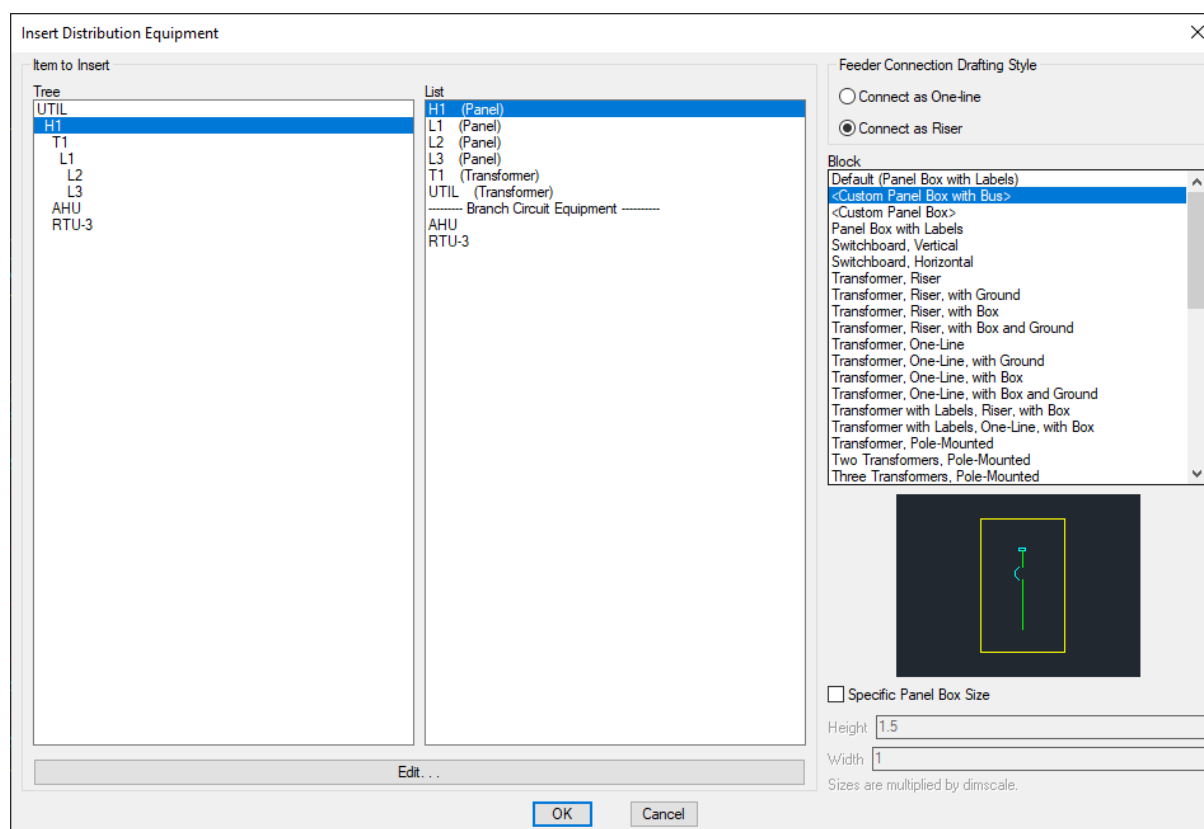 Insert Distribution Equipment
Item to Insert
Tree
UTIL
H1
T1
L1
L2
L3
AHU
RTU-3
List
H1 (Panel)
L1 (Panel)
L2 (Panel)
L3 (Panel)
T1 (Transformer)
UTIL (Transformer)
--------- Branch Circuit Equipment ----------
AHU
RTU-3
Edit. . .
Feeder Connection Drafting Style
Connect as One-line
Connect as Riser
Block
Default (Panel Box with Labels)
<Custom Panel Box with Bus>
<Custom Panel Box>
Panel Box with Labels
Switchboard, Vertical
Switchboard, Horizontal
Transformer, Riser
Transformer, Riser, with Ground
Transformer, Riser, with Box
Transformer, Riser, with Box and Ground
Transformer, One-Line
Transformer, One-Line, with Ground
Transformer, One-Line, with Box
Transformer, One-Line, with Box and Ground
Transformer with Labels, Riser, with Box
Transformer with Labels, One-Line, with Box
Transformer, Pole-Mounted
Two Transformers, Pole-Mounted
Three Transformers, Pole-Mounted
Specific Panel Box Size
Height 1.5
Width 1
Sizes are multiplied by dimscale.
OK
Cancel